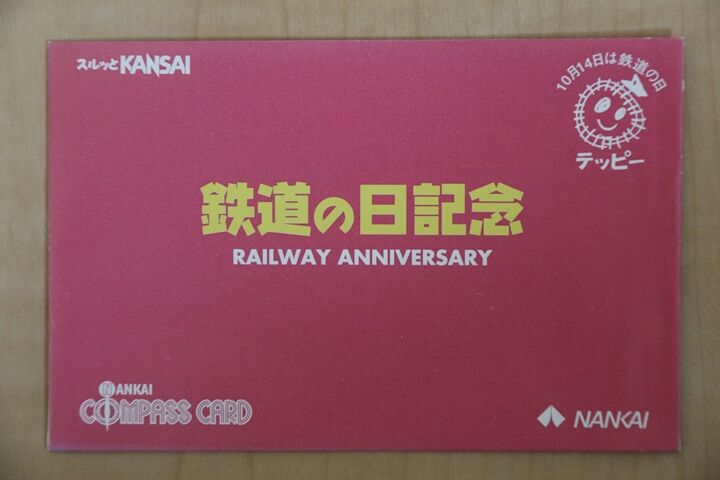 スルッとKANSAI
10月14日は鉄道の日
テッピー
鉄道の日記念
RAILWAY ANNIVERSARY
NANKAI
COMPASS CARD
NANKAI